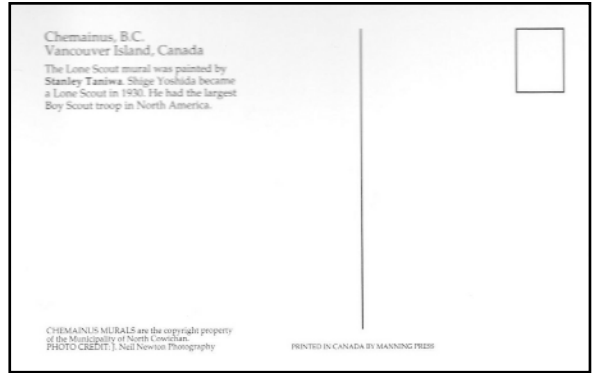 Chemainus, B.C.
Vancouver Island, Canada
The Lone Scout mural was painted by
Stanley Taniwa. Shige Yoshida became
a Lone Scout in 1930. He had the largest
Boy Scout troop in North America.
CHEMAINUS MURALS are the copyright property
of the Municipality of North Cowichan.
PHOTO CREDIT: J. Neil Newton Photography
PRINTED IN CANADA BY MANNING PRESS